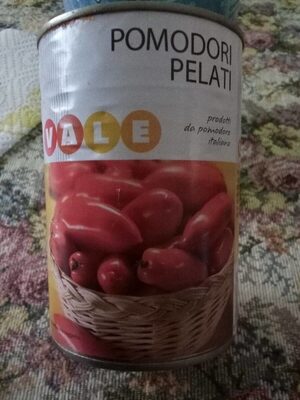 POMODORI
PELATI
VALE
prodotti
da pomodoro
italiano